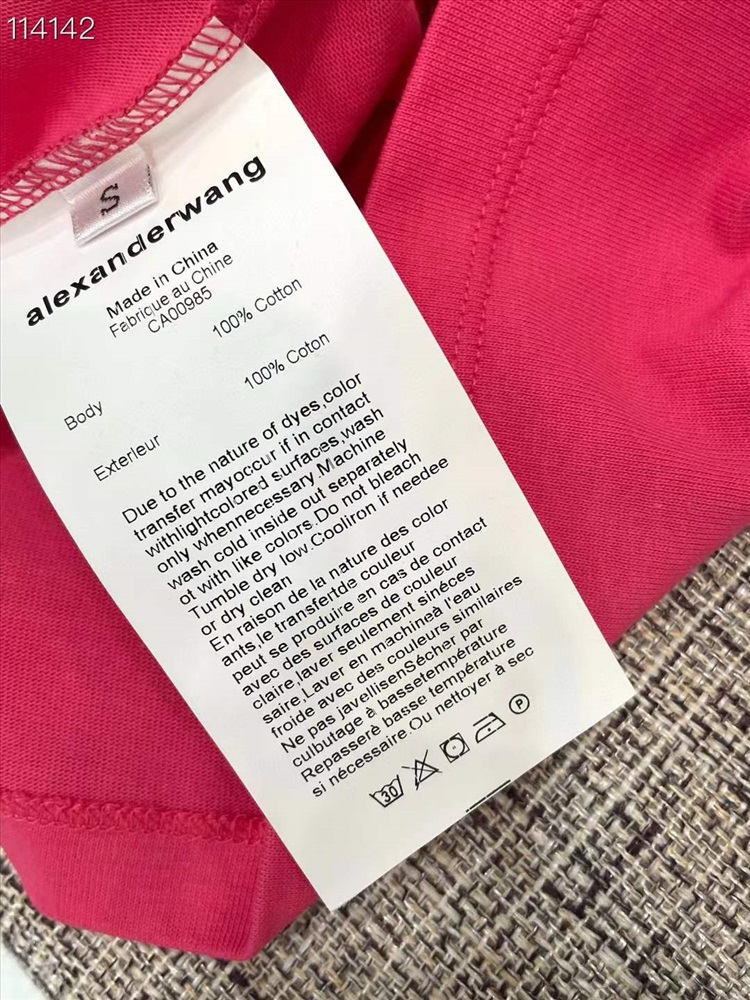 114142
S
alexanderwang
Made in China
Fabrique au Chine
CA00985
100% Cotton
Body
100% Coton
Exterieur
Due to the nature of dyes,color
transfer mayoccur if in contact
withlightcolored surfaces,wash
only whennecessary.Machine
wash cold inside out separately
ot with like colors.Do not bleach
Tumble dry low.Cooliron if needee
or dry clean
En raison de la nature des color
ants,le transfertde couleur
peut se produire en cas de contact
avec des surfaces de couleur
claire,laver seulement sinéces
saire,Laver en machineà l'eau
froide avec des couleurs similaires
Ne pas javellisenSécher par
culbutage à bassetempérature
Repasserè basse température
si nécessaire.Ou nettoyer à sec
30 P